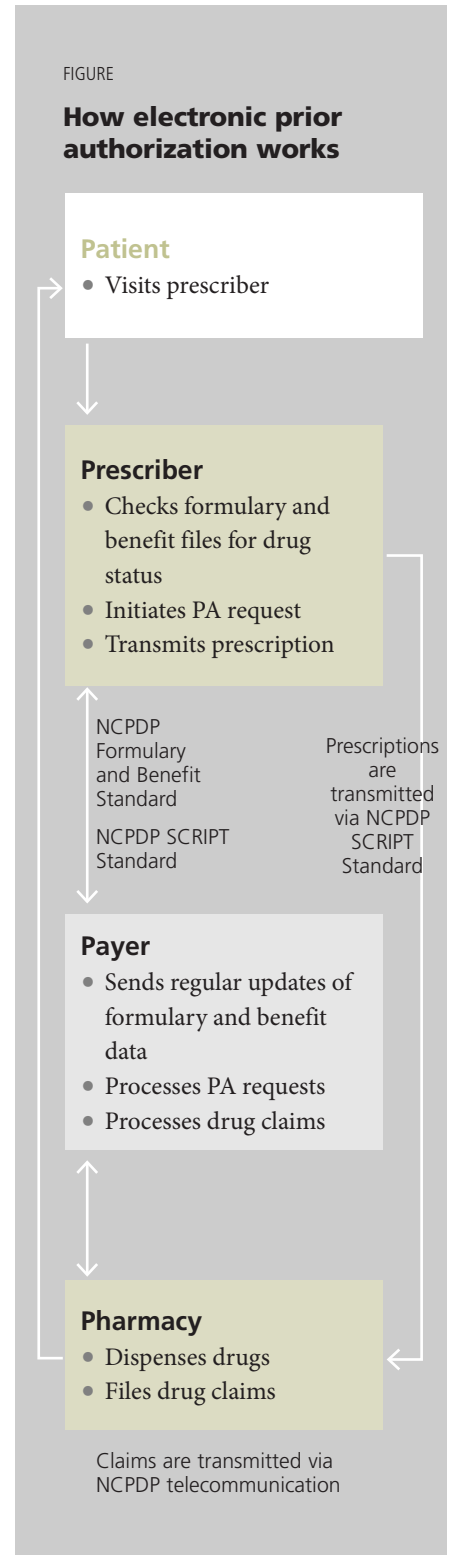 FIGURE
How electronic prior
authorization works
Patient
• Visits prescriber
Prescriber
• Checks formulary and
benefit files for drug
status
• Initiates PA request
• Transmits prescription
NCPDP
Formulary
and Benefit
Standard
NCPDP SCRIPT
Standard
Prescriptions
are
transmitted
via NCPDP
SCRIPT
Standard
Payer
• Sends regular updates of
formulary and benefit
data
• Processes PA requests
• Processes drug claims
Pharmacy
• Dispenses drugs
• Files drug claims
Claims are transmitted via
NCPDP telecommunication